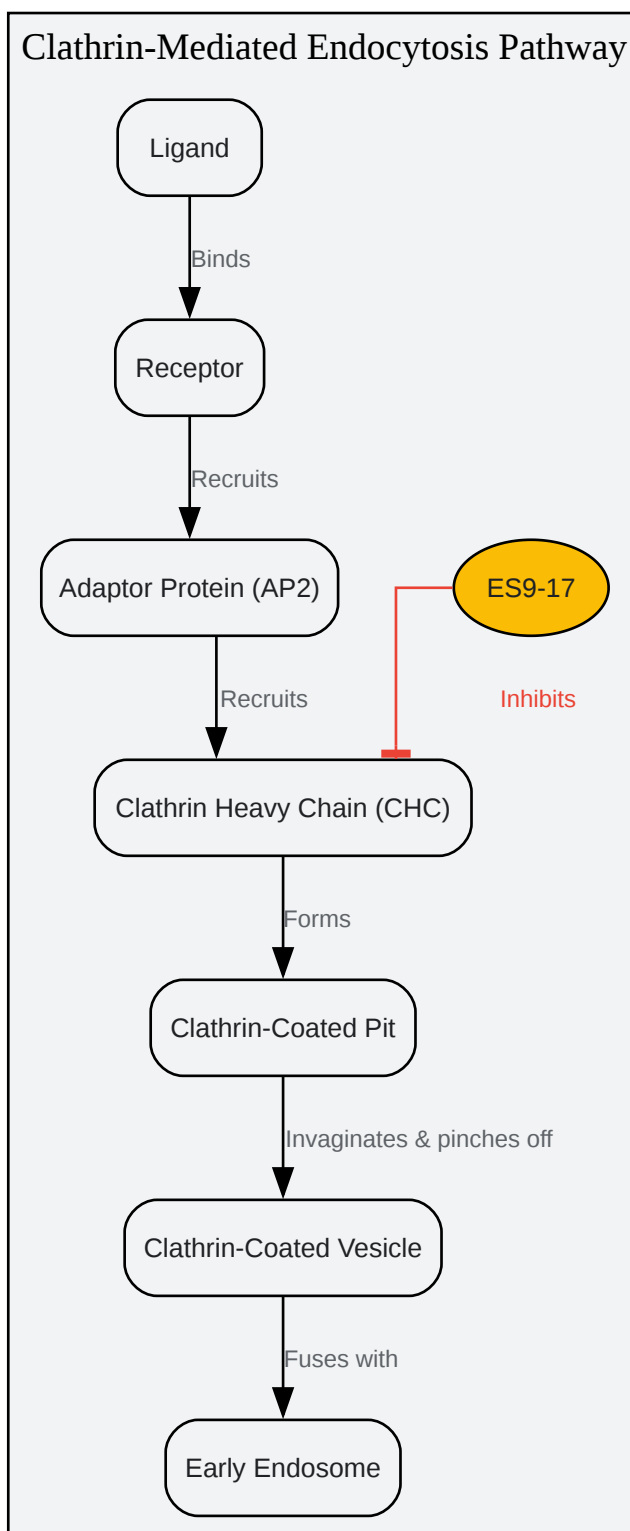 Clathrin-Mediated Endocytosis Pathway
Ligand
Binds
Receptor
Recruits
Adaptor Protein (AP2)
ES9-17
Recruits
Inhibits
Clathrin Heavy Chain (CHC)
Forms
Clathrin-Coated Pit
Invaginates & pinches off
Clathrin-Coated Vesicle
Fuses with
Early Endosome